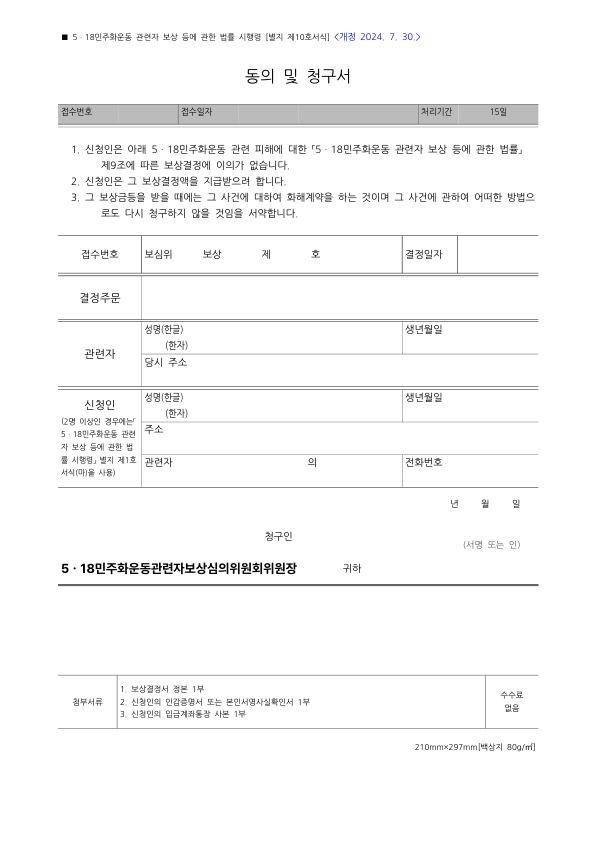 ■ 5ㆍ18민주화운동 관련자 보상 등에 관한 법률 시행령 [별지 제10호서식] <개정 2024. 7. 30.>
동의 및 청구서
접수번호 접수일자 처리기간 15일
1. 신청인은 아래 5ㆍ18민주화운동 관련 피해에 대한 「5ㆍ18민주화운동 관련자 보상 등에 관한 법률」
제9조에 따른 보상결정에 이의가 없습니다.
2. 신청인은 그 보상결정액을 지급받으려 합니다.
3. 그 보상금등을 받을 때에는 그 사건에 대하여 화해계약을 하는 것이며 그 사건에 관하여 어떠한 방법으
로도 다시 청구하지 않을 것임을 서약합니다.
접수번호 보심위 보상 제 호 결정일자
결정주문
관련자
성명(한글) 생년월일
(한자)
당시 주소
신청인
(2명 이상인 경우에는「
5ㆍ18민주화운동 관련
자 보상 등에 관한 법
률 시행령」 별지 제1호
서식(마)을 사용)
성명(한글) 생년월일
(한자)
주소
관련자 의 전화번호
년 월 일
청구인
(서명 또는 인)
5ㆍ18민주화운동관련자보상심의위원회위원장 귀하
첨부서류
1. 보상결정서 정본 1부
2. 신청인의 인감증명서 또는 본인서명사실확인서 1부
3. 신청인의 입금계좌통장 사본 1부
수수료
없음
210mm×297mm[백상지 80g/㎡]